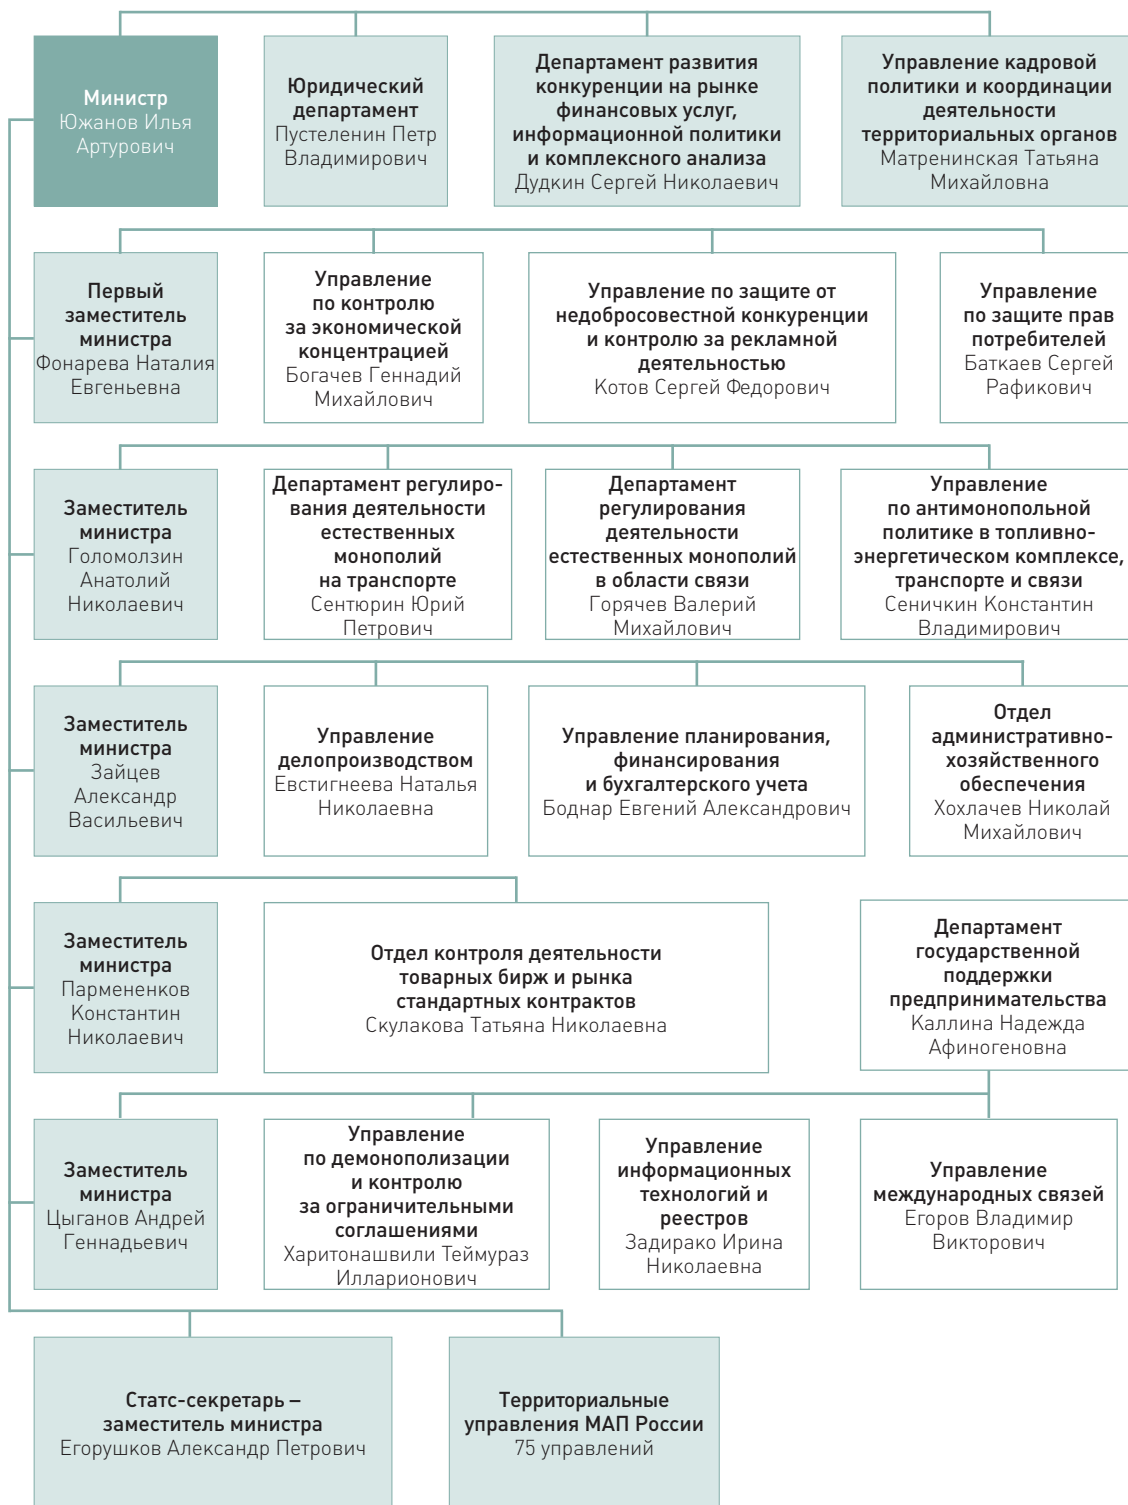 Министр
Южанов Илья
Артурович
Юридический
департамент
Пустеленин Петр
Владимирович
Департамент развития
конкуренции на рынке
финансовых услуг,
информационной политики
и комплексного анализа
Дудкин Сергей Николаевич
Управление кадровой
политики и координации
деятельности
территориальных органов
Матренинская Татьяна
Михайловна
Первый
заместитель
министра
Фонарева Наталия
Евгеньевна
Управление
по контролю
за экономической
концентрацией
Богачев Геннадий
Михайлович
Управление по защите от
недобросовестной конкуренции
и контролю за рекламной
деятельностью
Котов Сергей Федорович
Управление
по защите прав
потребителей
Баткаев Сергей
Рафикович
Заместитель
министра
Голомолзин
Анатолий
Николаевич
Департамент регулиро-
вания деятельности
естественных
монополий
на транспорте
Сентюрин Юрий
Петрович
Департамент
регулирования
деятельности
естественных монополий
в области связи
Горячев Валерий
Михайлович
Управление
по антимонопольной
политике в топливно-
энергетическом комплексе,
транспорте и связи
Сеничкин Константин
Владимирович
Заместитель
министра
Зайцев
Александр
Васильевич
Управление
делопроизводством
Евстигнеева Наталья
Николаевна
Управление планирования,
финансирования
и бухгалтерского учета
Боднар Евгений Александрович
Отдел
административно-
хозяйственного
обеспечения
Хохлачев Николай
Михайлович
Заместитель
министра
Пармененков
Константин
Николаевич
Отдел контроля деятельности
товарных бирж и рынка
стандартных контрактов
Скулакова Татьяна Николаевна
Департамент
государственной
поддержки
предпринимательства
Каллина Надежда
Афиногеновна
Заместитель
министра
Цыганов Андрей
Геннадьевич
Управление
по демонополизации
и контролю
за ограничительными
соглашениями
Харитонашвили Теймураз
Илларионович
Управление
информационных
технологий и
реестров
Задирако Ирина
Николаевна
Управление
международных связей
Егоров Владимир
Викторович
Статс-секретарь –
заместитель министра
Егорушков Александр Петрович
Территориальные
управления МАП России
75 управлений